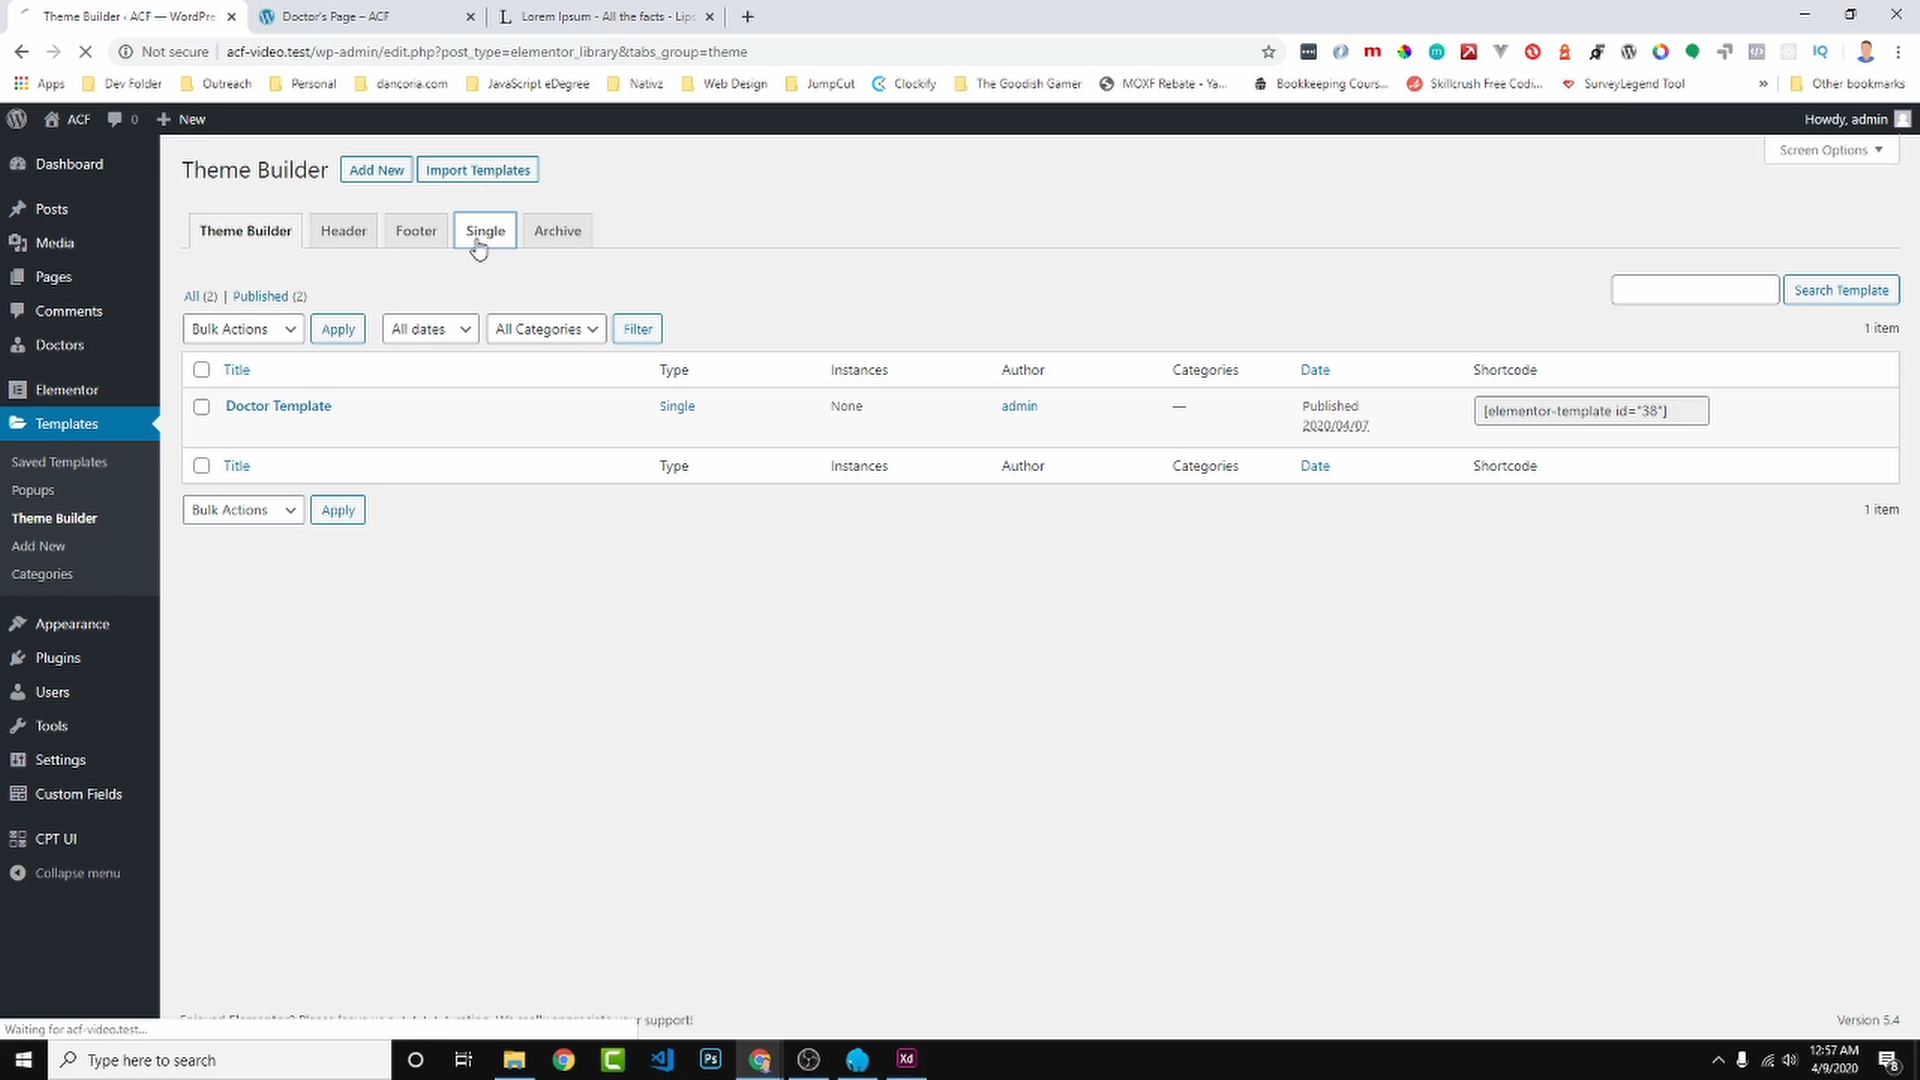 Theme Builder ‹ ACF — WordPre
Doctor's Page – ACF
Lorem Ipsum - All the facts - Lips
Not secure
acf-video.test/wp-admin/edit.php?post_type=elementor_library&tabs_group=theme
Apps
Dev Folder
Outreach
Personal
dancoria.com
JavaScript eDegree
Nativz
Web Design
JumpCut
Clockify
The Goodish Gamer
MOXF Rebate - Ya...
Bookkeeping Cours...
Skillcrush Free Codi...
SurveyLegend Tool
»
Other bookmarks
ACF
0
New
Howdy, admin
Dashboard
Posts
Media
Pages
Comments
Doctors
Elementor
Templates
Saved Templates
Popups
Theme Builder
Add New
Categories
Appearance
Plugins
Users
Tools
Settings
Custom Fields
CPT UI
Collapse menu
Screen Options
Theme Builder
Add New
Import Templates
Theme Builder
Header
Footer
Single
Archive
All (2) | Published (2)
Search Template
Bulk Actions
Apply
All dates
All Categories
Filter
1 item
Title
Type
Instances
Author
Categories
Date
Shortcode
Doctor Template
Single
None
admin
—
Published
2020/04/07
[elementor-template id="38"]
Title
Type
Instances
Author
Categories
Date
Shortcode
Bulk Actions
Apply
1 item
support!
Version 5.4
Waiting for acf-video.test...
Type here to search
Ps
Xd
12:57 AM
4/9/2020
8